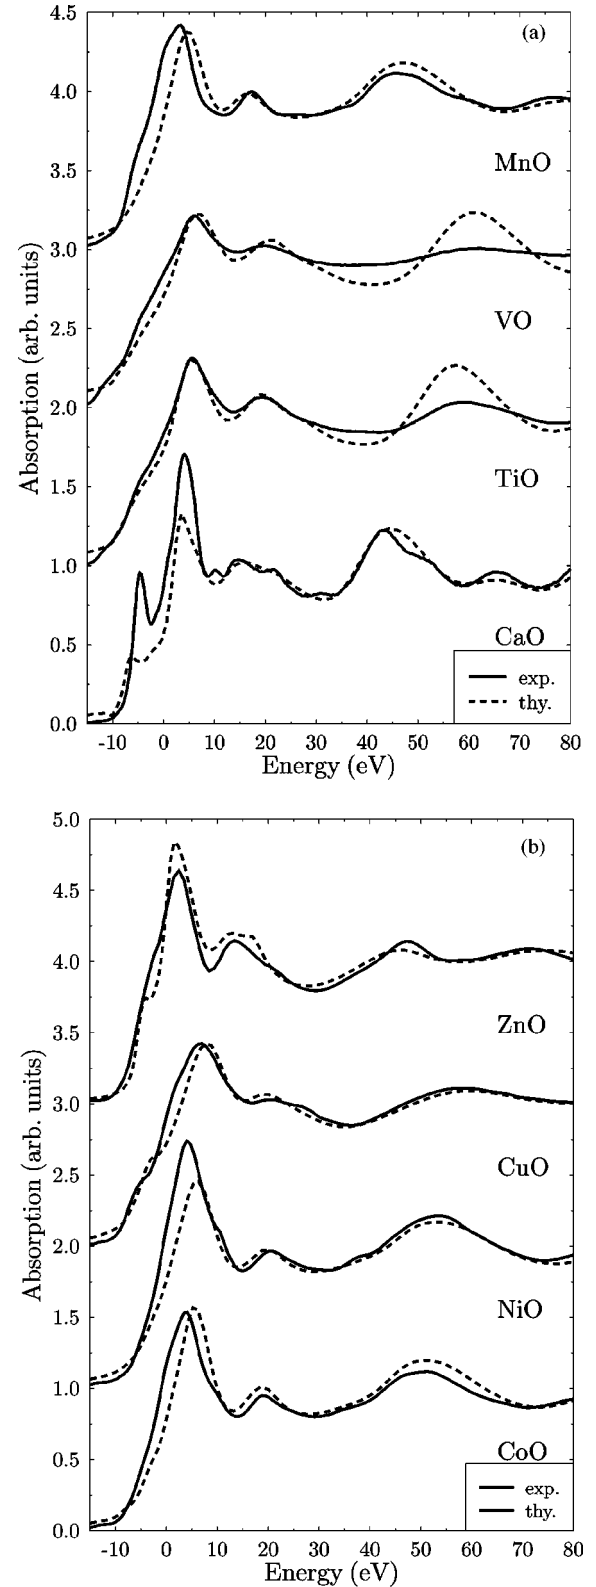 (a)
4.5
4.0
3.5
3.0
2.5
2.0
1.5
1.0
0.5
0.0
Absorption (arb. units)
MnO
VO
TiO
CaO
exp.
thy.
-10 0 10 20 30 40 50 60 70 80
Energy (eV)
(b)
5.0
4.5
4.0
3.5
3.0
2.5
2.0
1.5
1.0
0.5
0.0
Absorption (arb. units)
ZnO
CuO
NiO
CoO
exp.
thy.
-10 0 10 20 30 40 50 60 70 80
Energy (eV)